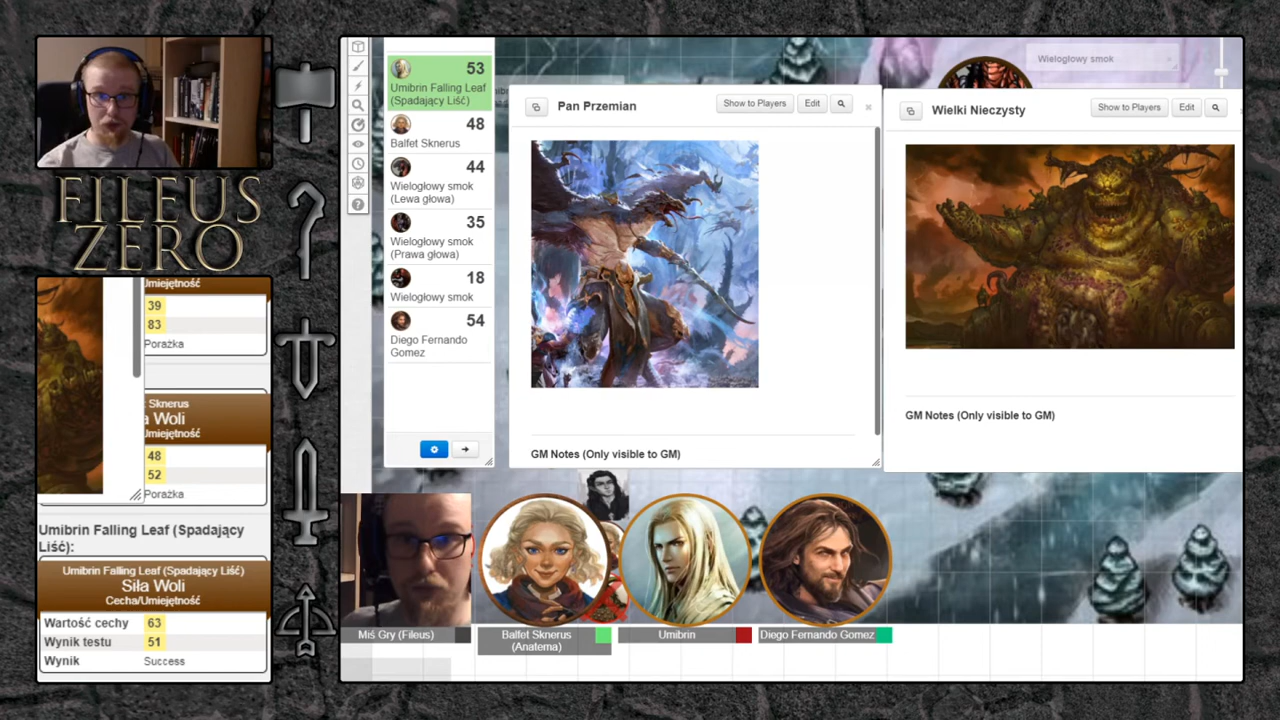 FILEUS
ZERO
Umiejętność
39
83
Porażka
Sknerus
a Woli
Umiejętność
48
52
Porażka
Umibrin Falling Leaf (Spadający
Liść):
Umibrin Falling Leaf (Spadający Liść)
Siła Woli
Cecha/Umiejętność
Wartość cechy 63
Wynik testu 51
Wynik Success
53
Umibrin Falling Leaf
(Spadający Liść)
48
Balfet Sknerus
44
Wielogłowy smok
(Lewa głowa)
35
Wielogłowy smok
(Prawa głowa)
18
Wielogłowy smok
54
Diego Fernando
Gomez
Pan Przemian
Show to Players
Edit
GM Notes (Only visible to GM)
Wielogłowy smok
Wielki Nieczysty
Show to Players
Edit
GM Notes (Only visible to GM)
Miś Gry (Fileus)
Balfet Sknerus
(Anatema)
Umibrin
Diego Fernando Gomez